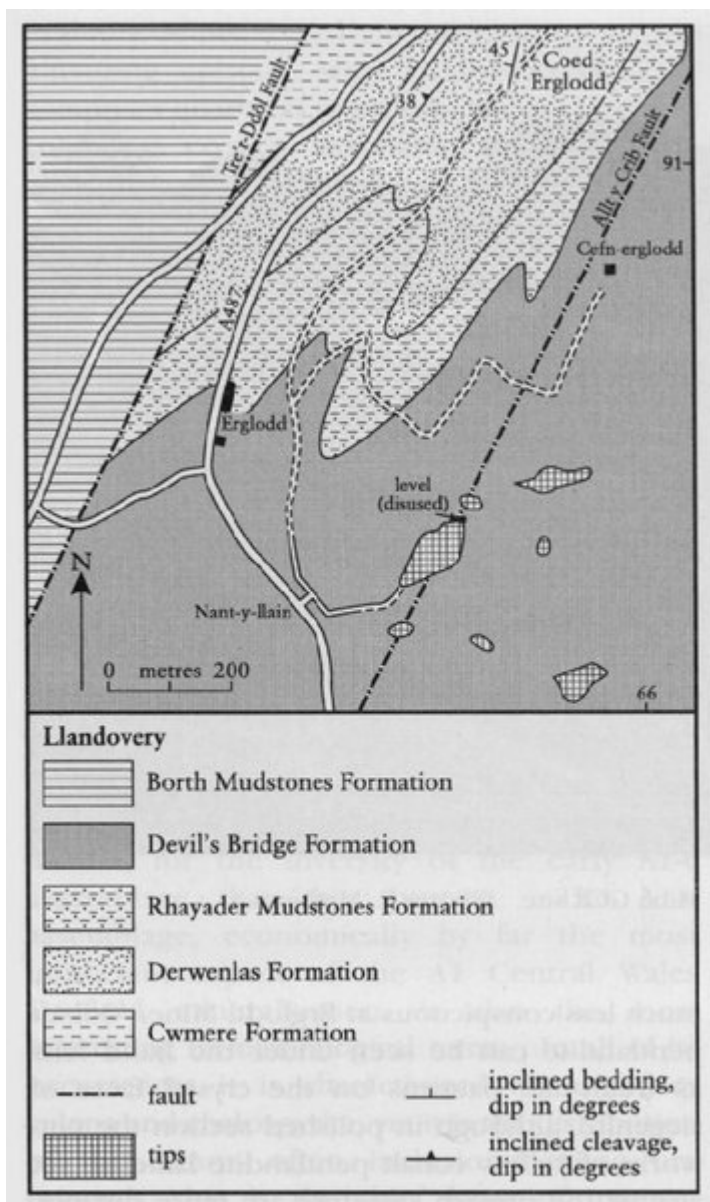 45
Coed
Erglodd
38
Tre'r-Ddôl Fault
Allt y Crib Fault
91
Cefn-erglodd
A487
Erglodd
level
(disused)
N
Nant-y-llain
0 metres 200
66
Llandovery
Borth Mudstones Formation
Devil's Bridge Formation
Rhayader Mudstones Formation
Derwenlas Formation
Cwmere Formation
fault
inclined bedding,
dip in degrees
tips
inclined cleavage,
dip in degrees